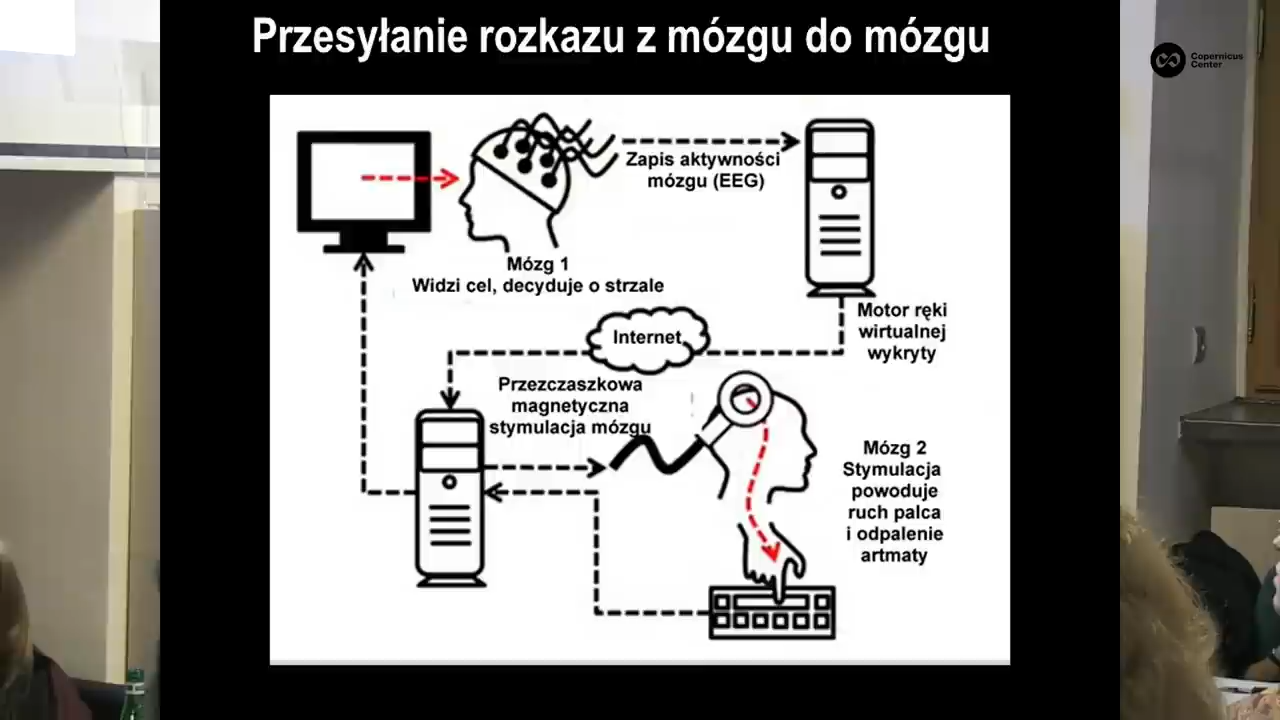 Przesyłanie rozkazu z mózgu do mózgu
Copernicus
Center
Zapis aktywności
mózgu (EEG)
Mózg 1
Widzi cel, decyduje o strzale
Motor ręki
wirtualnej
wykryty
Internet
Przezczaszkowa
magnetyczna
stymulacja mózgu
Mózg 2
Stymulacja
powoduje
ruch palca
i odpalenie
artmaty